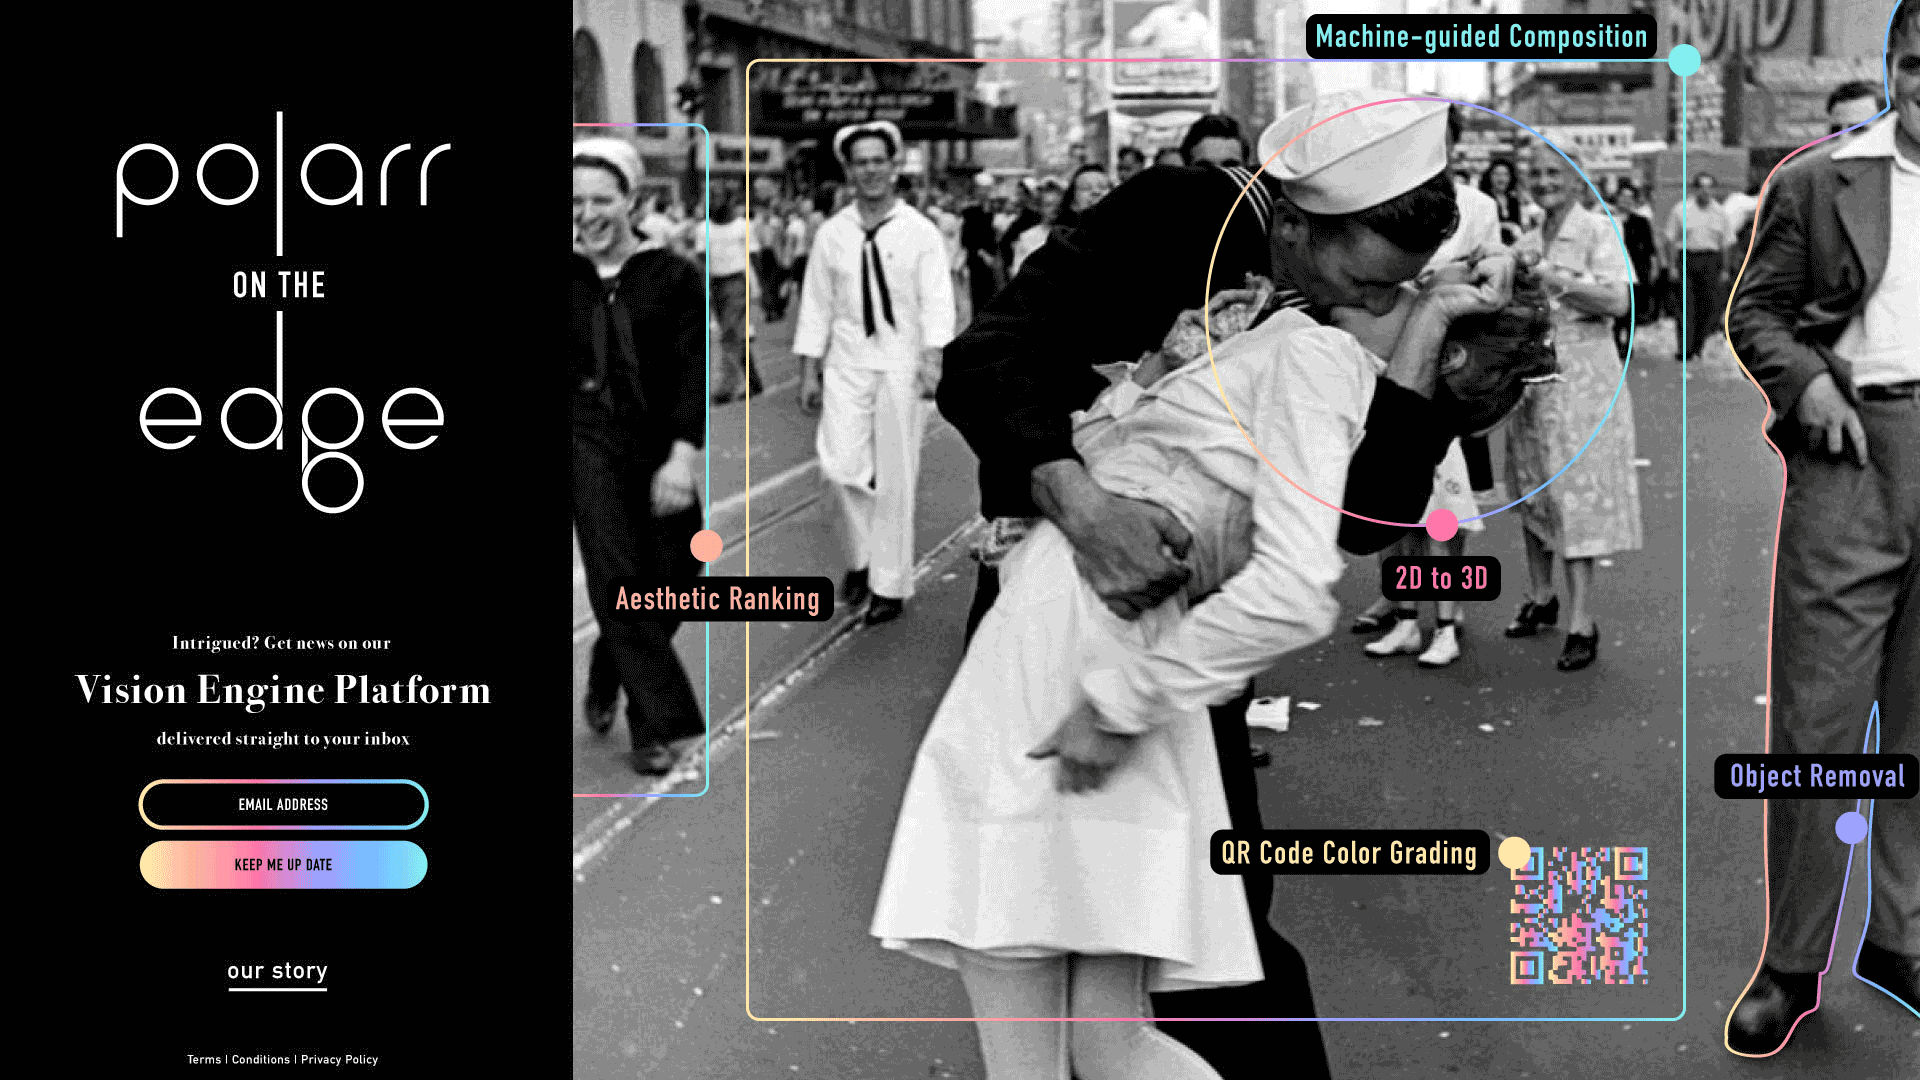 polarr
ON THE
edge
Intrigued? Get news on our
Vision Engine Platform
delivered straight to your inbox
EMAIL ADDRESS
KEEP ME UP DATE
our story
Terms | Conditions | Privacy Policy
Machine-guided Composition
Aesthetic Ranking
2D to 3D
Object Removal
QR Code Color Grading